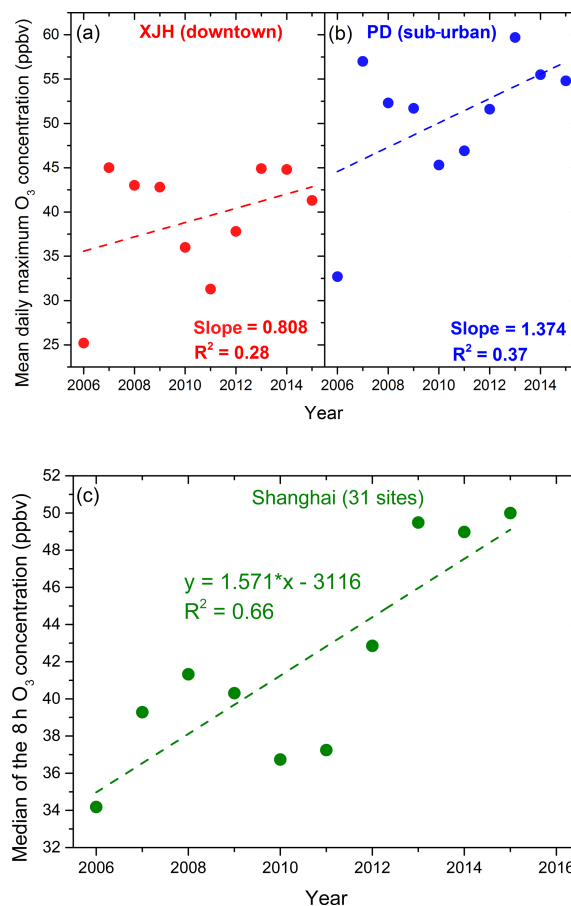 (a) XJH (downtown)
(b) PD (sub-urban)
Mean daily maximum O₃ concentration (ppbv)
60
55
50
45
40
35
30
25
Slope = 0.808
R² = 0.28
Slope = 1.374
R² = 0.37
2006 2008 2010 2012 2014
2006 2008 2010 2012 2014
Year
Year
(c) Shanghai (31 sites)
Median of the 8 h O₃ concentration (ppbv)
52
50
48
46
44
42
40
38
36
34
32
y = 1.571*x - 3116
R² = 0.66
2006 2008 2010 2012 2014 2016
Year